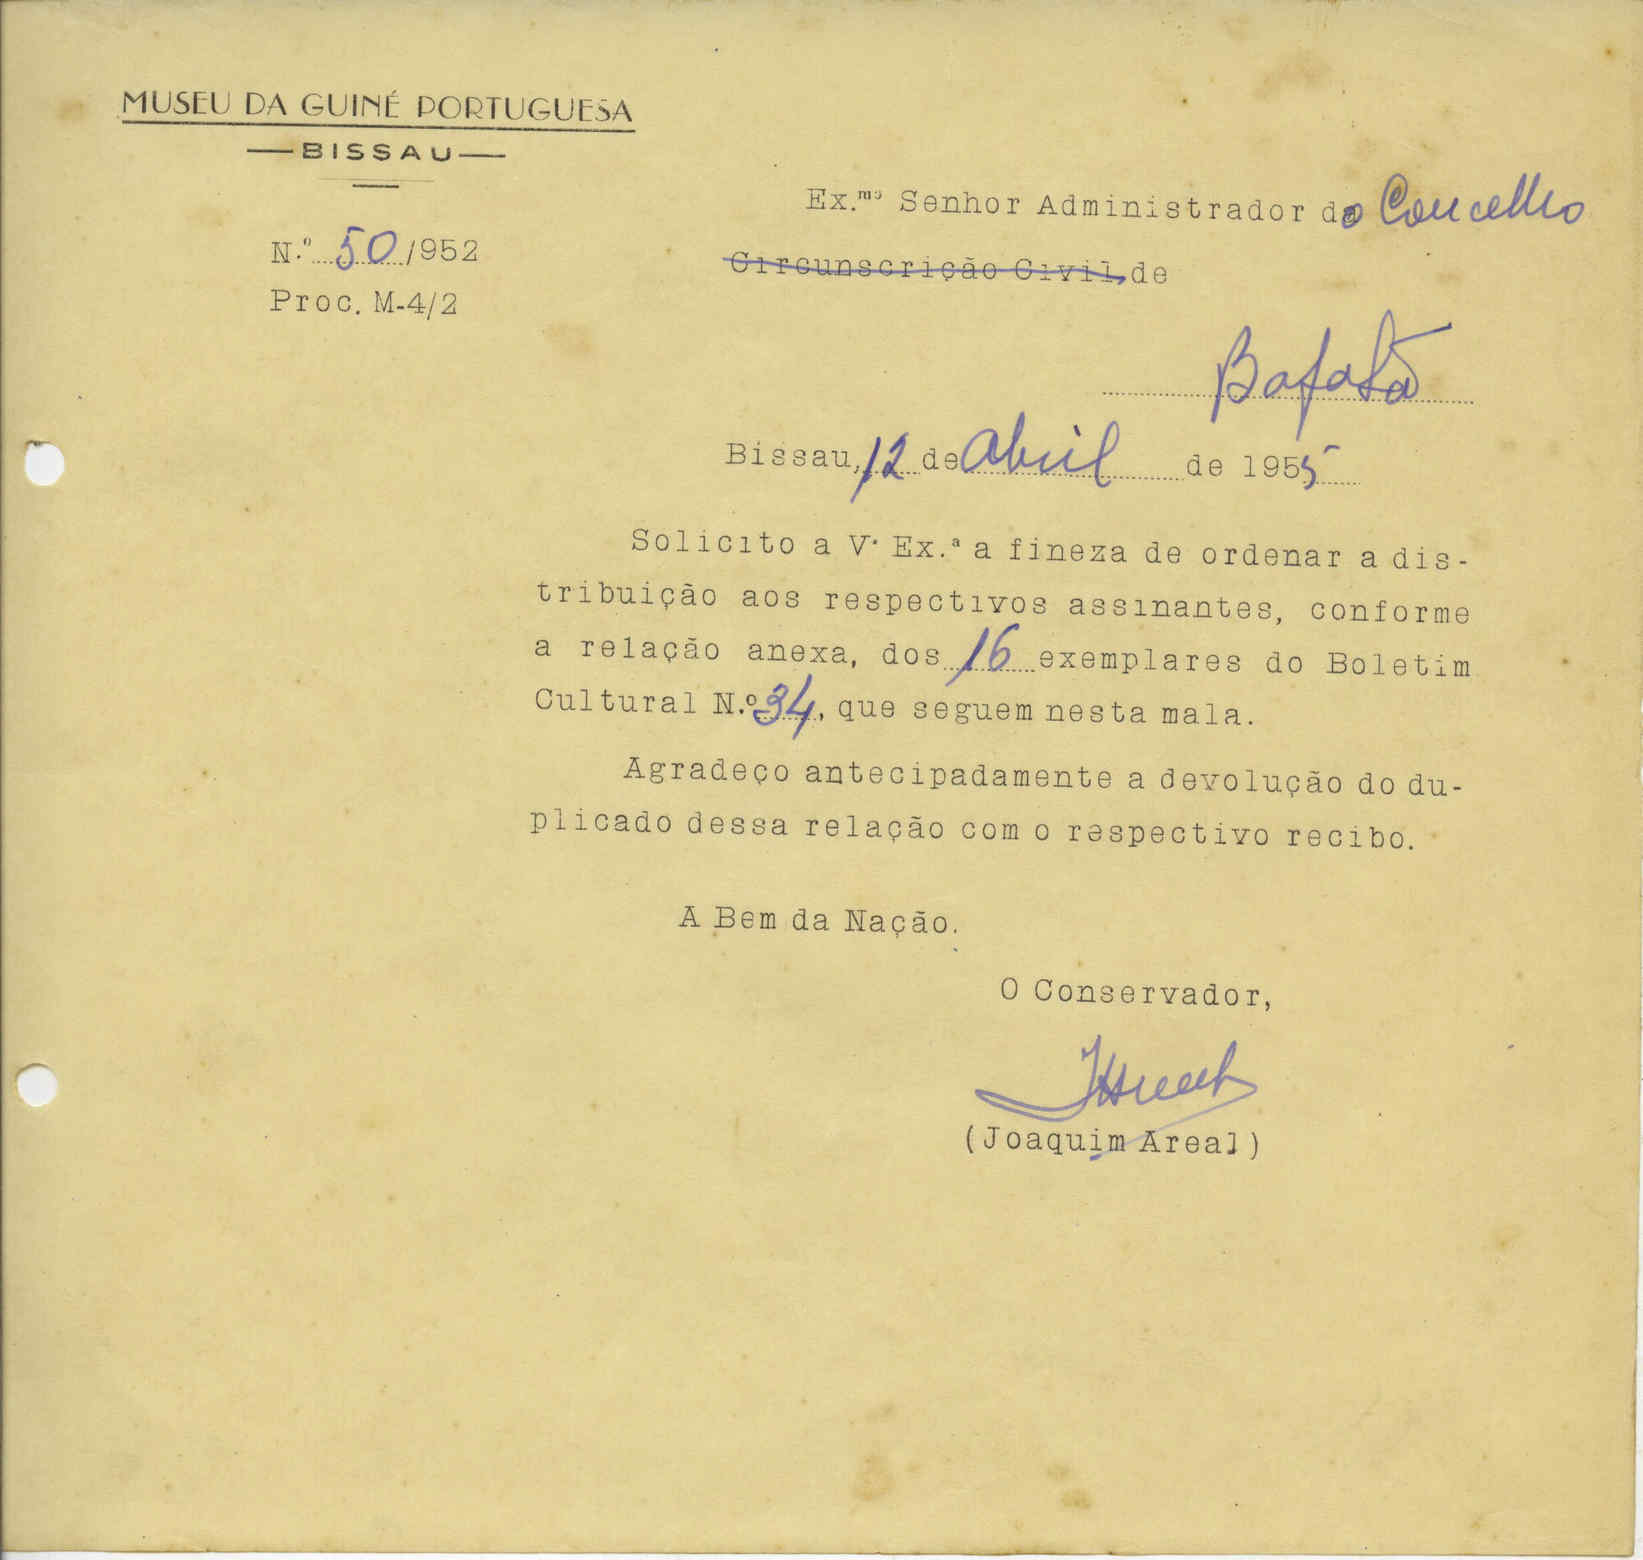 MUSEU DA GUINÉ PORTUGUESA
—BISSAU—
N.º 50/952
Proc. M-4/2
Ex.mo Senhor Administrador do Concelho
Circunscrição Civil, de
Bafatá
Bissau, 12 de Abril de 1955
Solicito a V. Ex.ª a fineza de ordenar a dis-
tribuição aos respectivos assinantes, conforme
a relação anexa, dos 16 exemplares do Boletim
Cultural N.º 34, que seguem nesta mala.
Agradeço antecipadamente a devolução do du-
plicado dessa relação com o respectivo recibo.
A Bem da Nação.
O Conservador,
(Joaquim Areal)